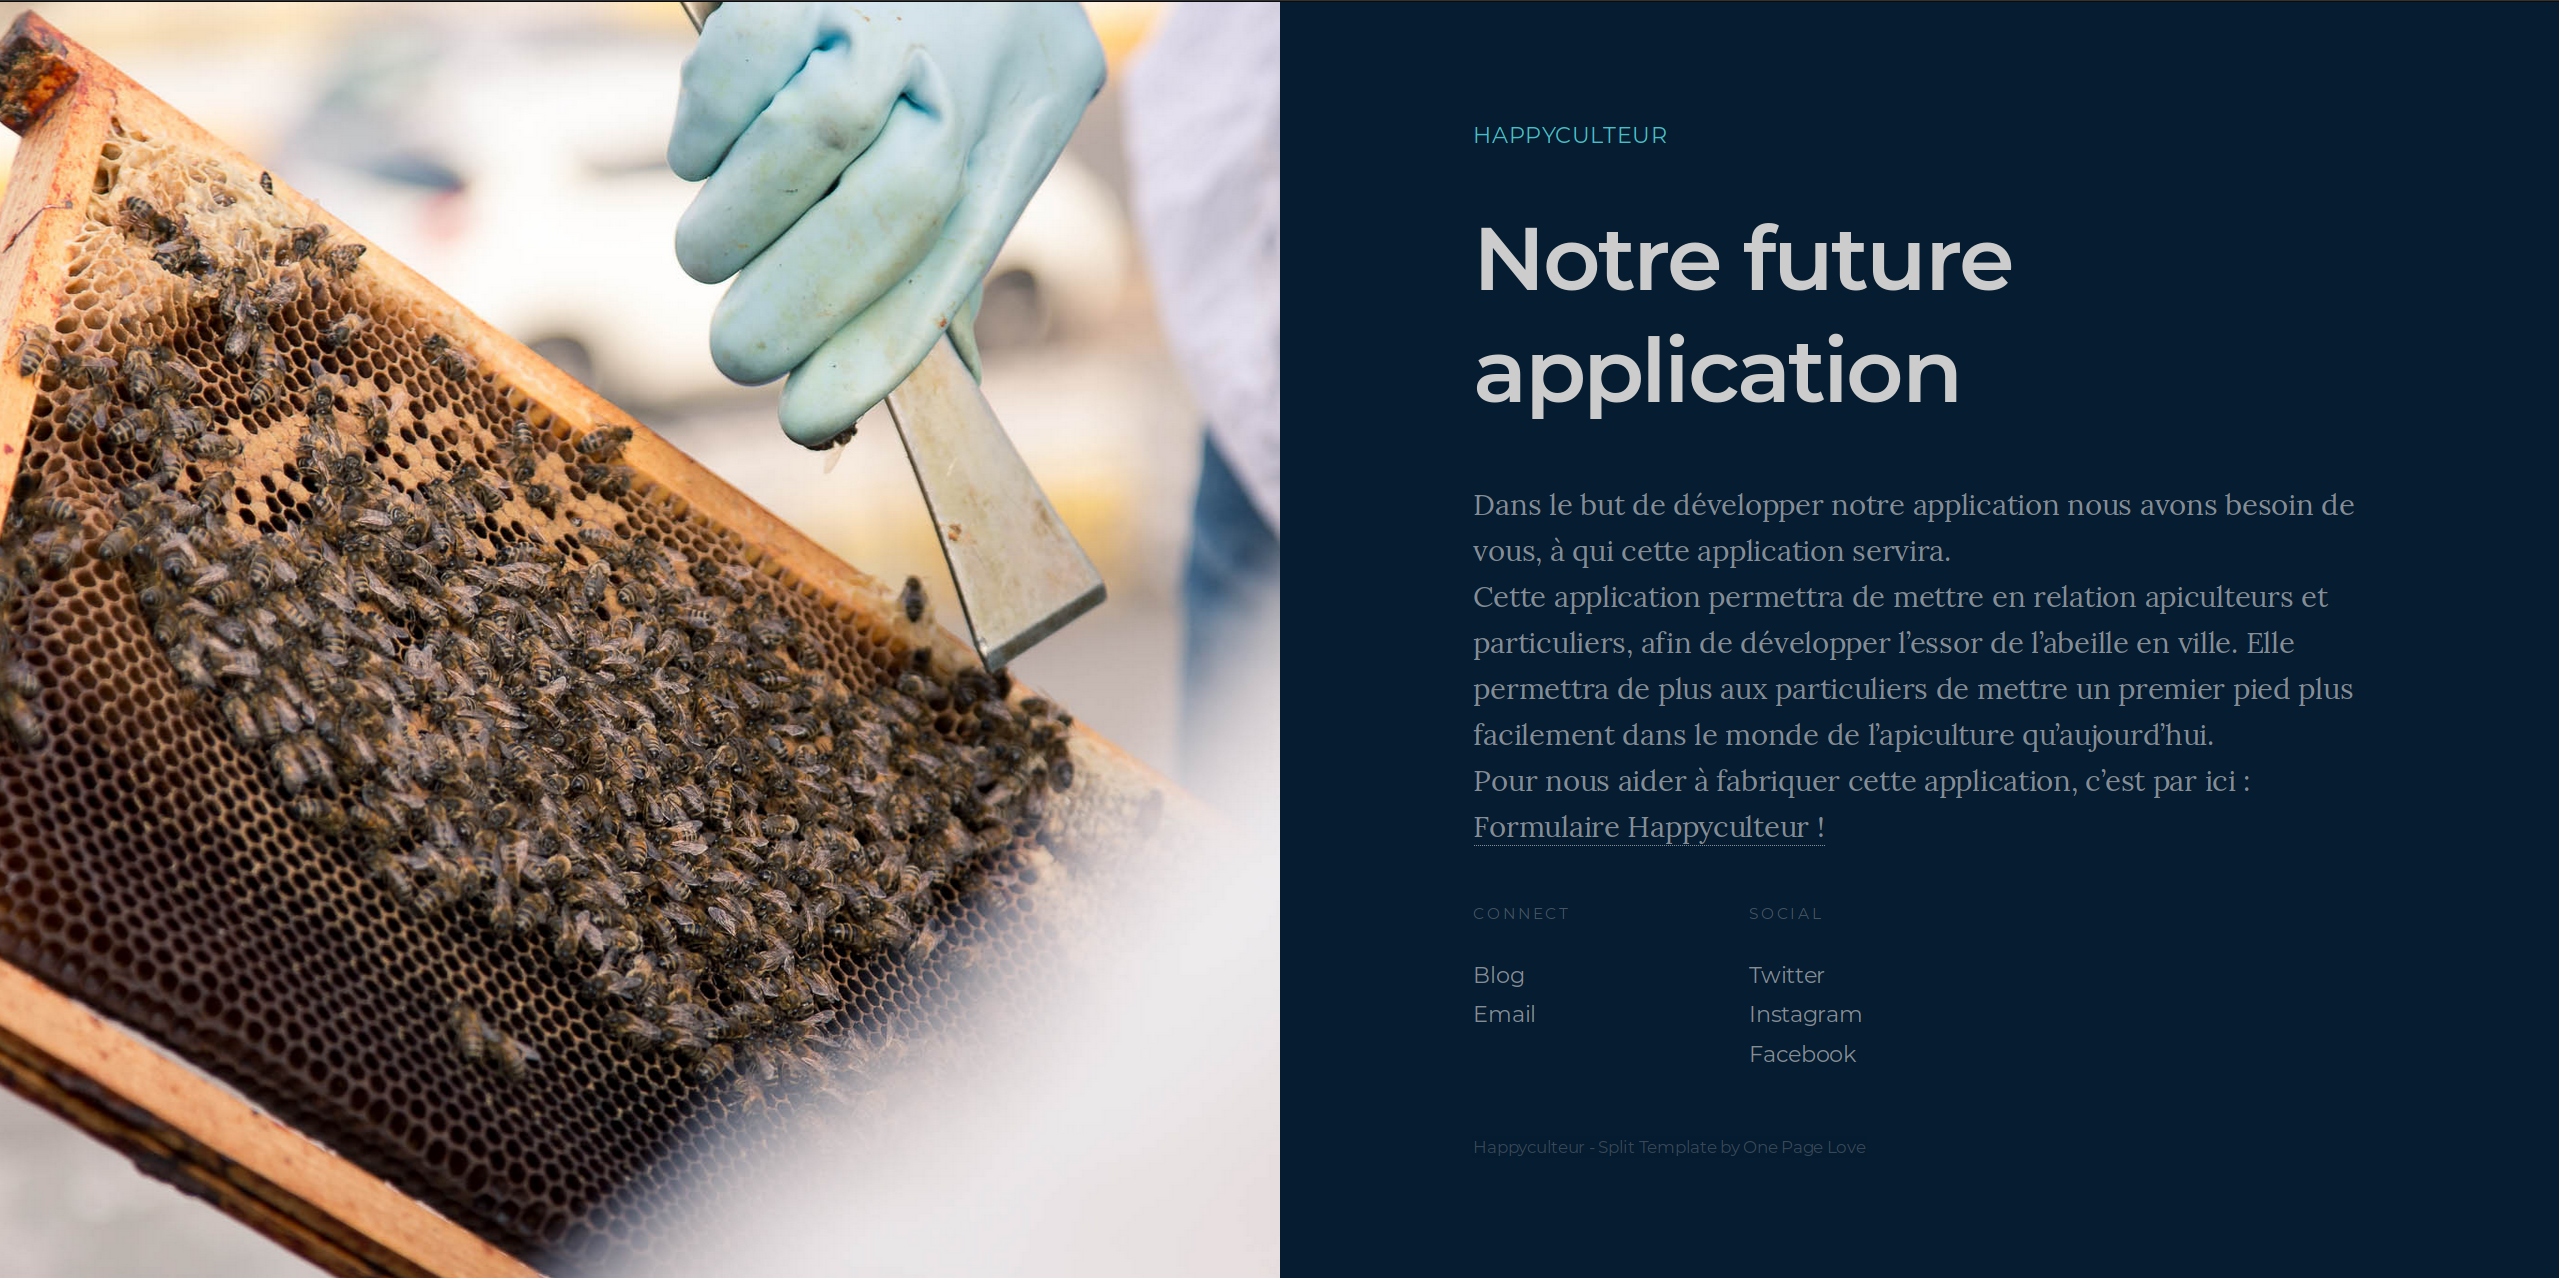 HAPPYCULTEUR
Notre future
application
Dans le but de développer notre application nous avons besoin de
vous, à qui cette application servira.
Cette application permettra de mettre en relation apiculteurs et
particuliers, afin de développer l’essor de l’abeille en ville. Elle
permettra de plus aux particuliers de mettre un premier pied plus
facilement dans le monde de l’apiculture qu’aujourd’hui.
Pour nous aider à fabriquer cette application, c’est par ici :
Formulaire Happyculteur !
CONNECT
Blog
Email
SOCIAL
Twitter
Instagram
Facebook
Happyculteur - Split Template by One Page Love